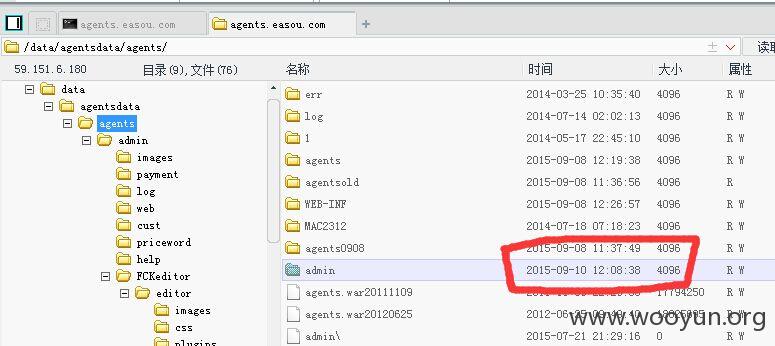 agents.easou.com agents.easou.com
/data/agentsdata/agents/ 读取
59.151.6.180 目录(9),文件(76) 名称 时间 大小 属性
data
agentsdata
agents
admin
images
payment
log
web
cust
priceword
help
FCKeditor
editor
images
css
plugins
err 2014-03-25 10:35:40 4096 R W
log 2014-07-14 02:02:13 4096 R W
1 2014-05-17 22:45:10 4096 R W
agents 2015-09-08 12:19:38 4096 R W
agentsold 2015-09-08 11:36:56 4096 R
WEB-INF 2015-09-08 12:26:57 4096 R W
MAC2312 2014-07-18 07:18:23 4096 R W
agents0908 2015-09-08 11:37:49 4096 R W
admin 2015-09-10 12:08:38 4096 R W
agents.war20111109 17794250 R W
agents.war20120625 R W
admin\ 2015-07-21 21:29:16 0 R W
www.wooyun.org